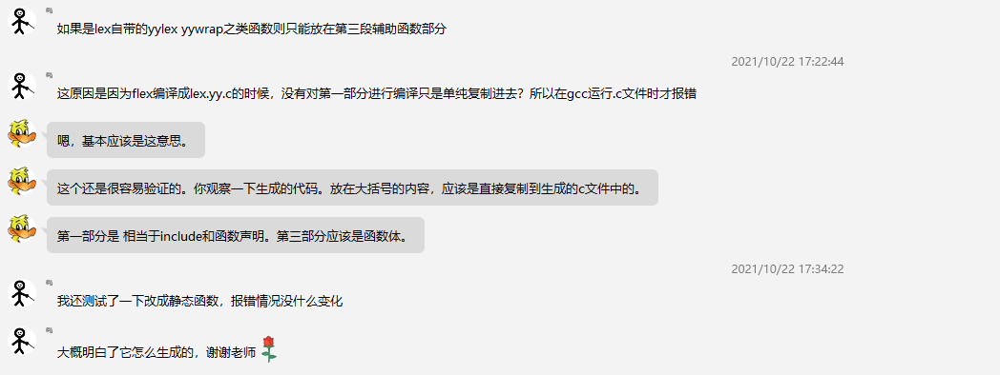 如果是lex自带的yylex yywrap之类函数则只能放在第三段辅助函数部分
2021/10/22 17:22:44
这原因是因为flex编译成lex.yy.c的时候，没有对第一部分进行编译只是单纯复制进去？所以在gcc运行.c文件时才报错
嗯，基本应该是这意思。
这个还是很容易验证的。你观察一下生成的代码。放在大括号的内容，应该是直接复制到生成的c文件中的。
第一部分是 相当于include和函数声明。第三部分应该是函数体。
2021/10/22 17:34:22
我还测试了一下改成静态函数，报错情况没什么变化
大概明白了它怎么生成的，谢谢老师